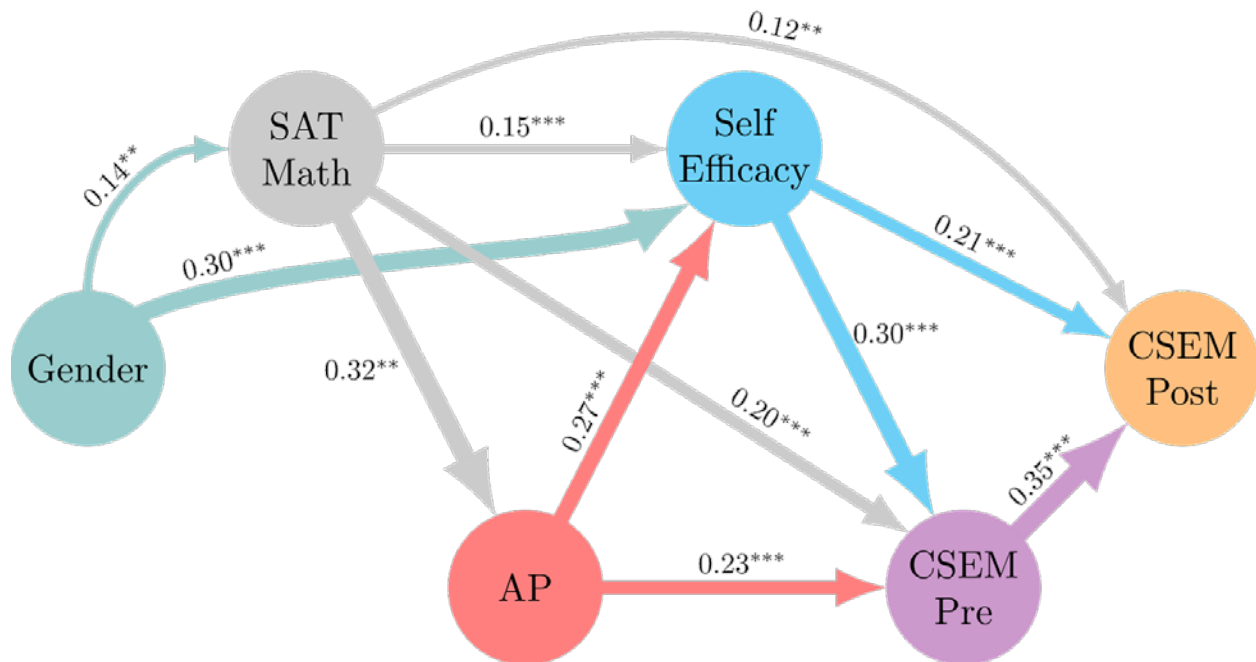 0.12**
SAT
Math
0.15***
Self
Efficacy
0.14**
0.30***
0.21***
Gender
0.32**
0.27***
0.20***
0.30***
CSEM
Post
0.35***
AP
0.23***
CSEM
Pre